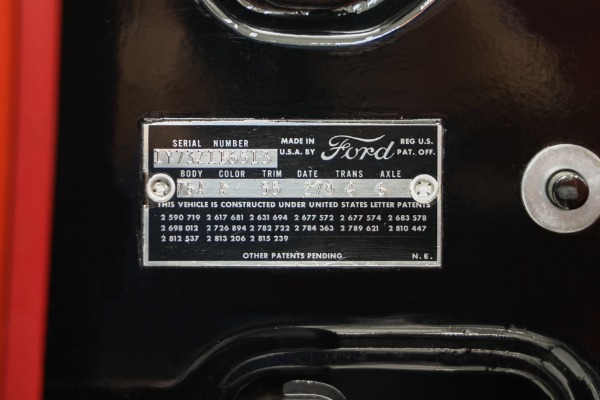 SERIAL NUMBER MADE IN Ford REG U.S.
U.S.A. BY PAT. OFF.
BODY COLOR TRIM DATE TRANS AXLE
76A
THIS VEHICLE IS CONSTRUCTED UNDER UNITED STATES LETTER PATENTS
2 590 719 2 617 681 2 631 694 2 677 572 2 677 574 2 683 578
2 698 012 2 726 894 2 782 722 2 784 363 2 789 621 2 810 447
2 812 537 2 813 206 2 815 239
OTHER PATENTS PENDING N.E.